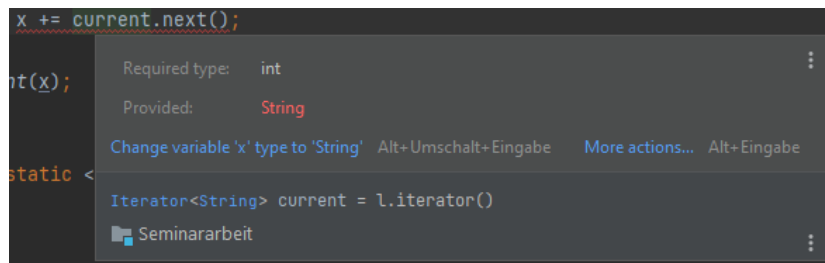 x += current.next();
nt(x);
Required type: int
Provided: String
Change variable 'x' type to 'String' Alt+Umschalt+Eingabe More actions... Alt+Eingabe
static <
Iterator<String> current = l.iterator()
Seminararbeit